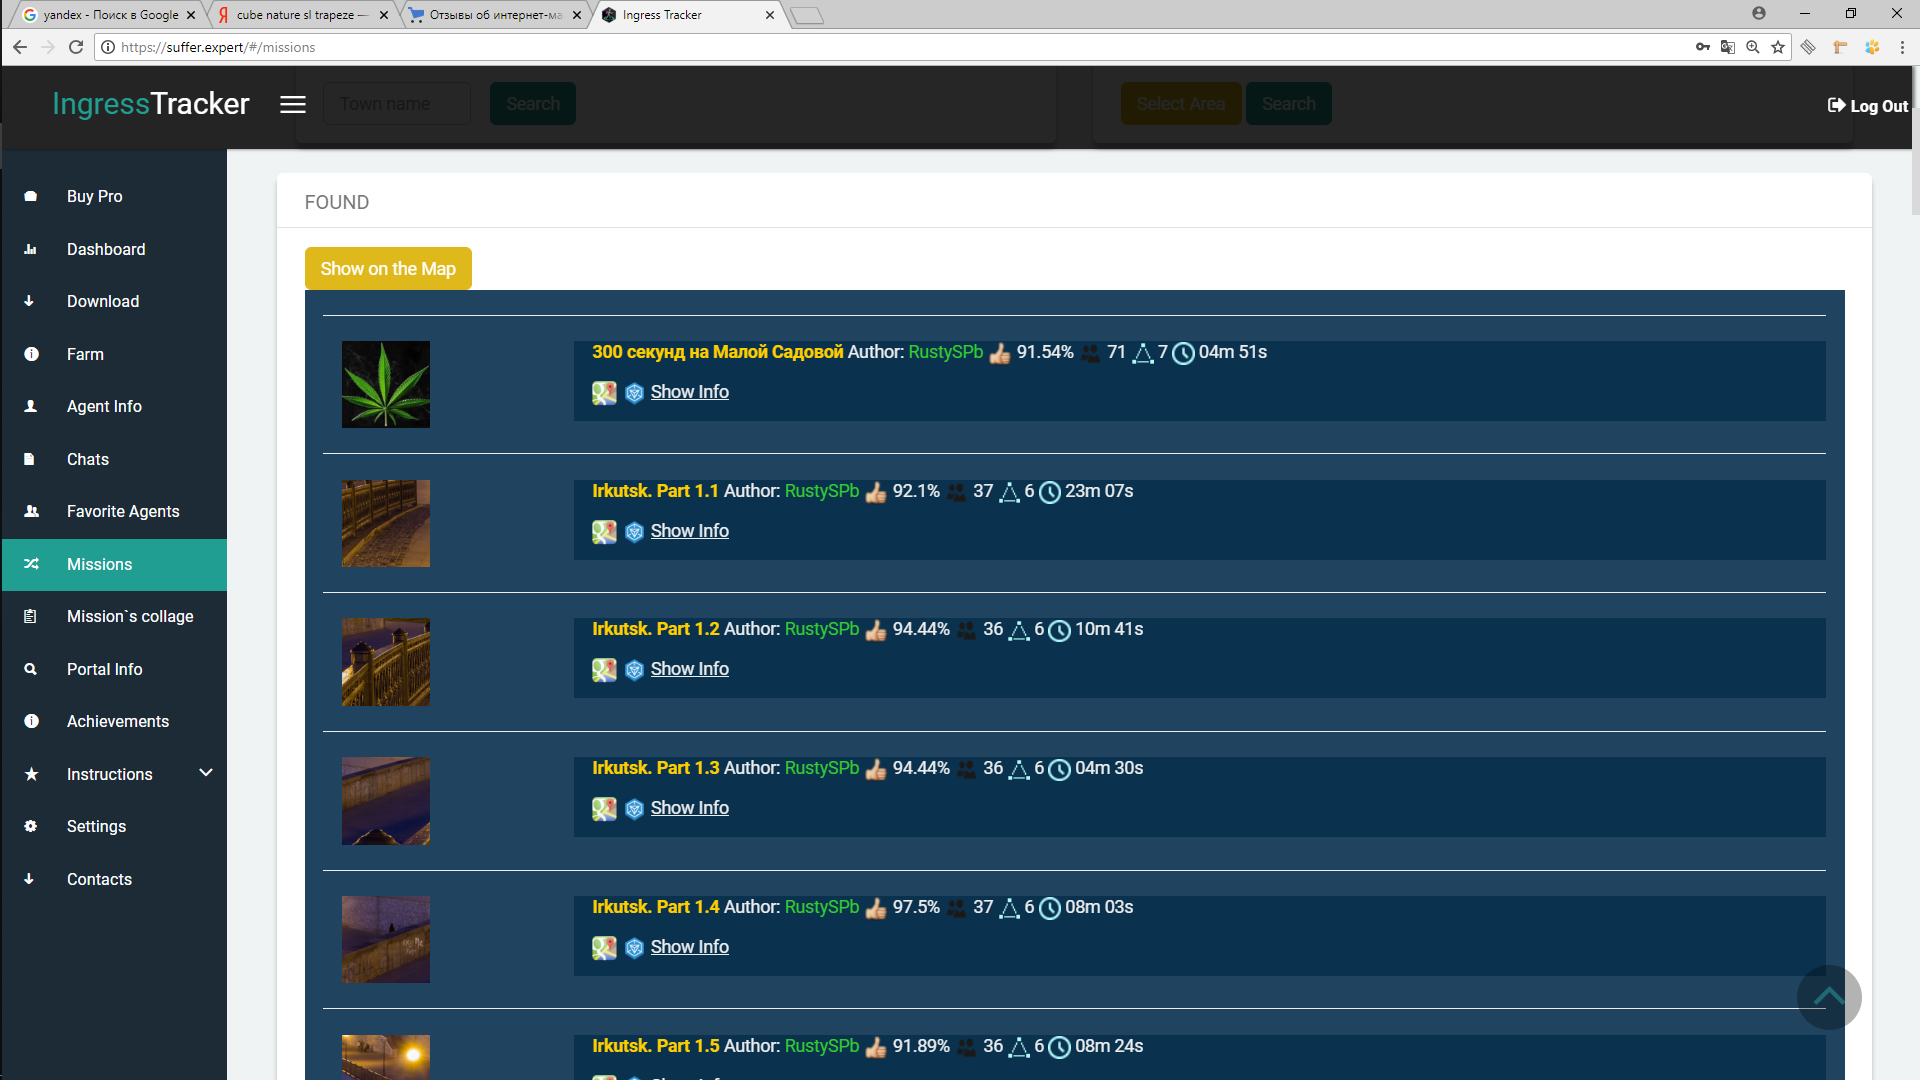 yandex - Поиск в Google
cube nature sl trapeze —
Отзывы об интернет-ма
Ingress Tracker
https://suffer.expert/#/missions
IngressTracker
Town name
Search
Select Area
Search
Log Out
Buy Pro
Dashboard
Download
Farm
Agent Info
Chats
Favorite Agents
Missions
Mission`s collage
Portal Info
Achievements
Instructions
Settings
Contacts
FOUND
Show on the Map
300 секунд на Малой Садовой Author: RustySPb 91.54% 71 7 04m 51s
Show Info
Irkutsk. Part 1.1 Author: RustySPb 92.1% 37 6 23m 07s
Show Info
Irkutsk. Part 1.2 Author: RustySPb 94.44% 36 6 10m 41s
Show Info
Irkutsk. Part 1.3 Author: RustySPb 94.44% 36 6 04m 30s
Show Info
Irkutsk. Part 1.4 Author: RustySPb 97.5% 37 6 08m 03s
Show Info
Irkutsk. Part 1.5 Author: RustySPb 91.89% 36 6 08m 24s